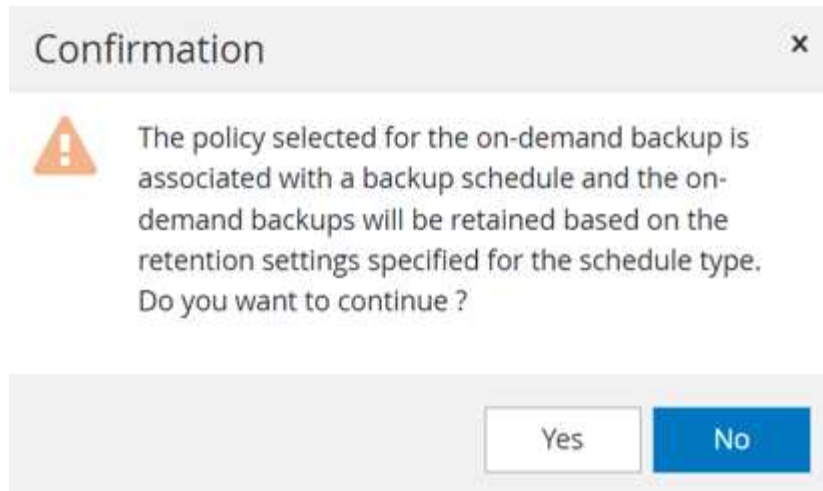 Confirmation x
The policy selected for the on-demand backup is
associated with a backup schedule and the on-
demand backups will be retained based on the
retention settings specified for the schedule type.
Do you want to continue ?
Yes No